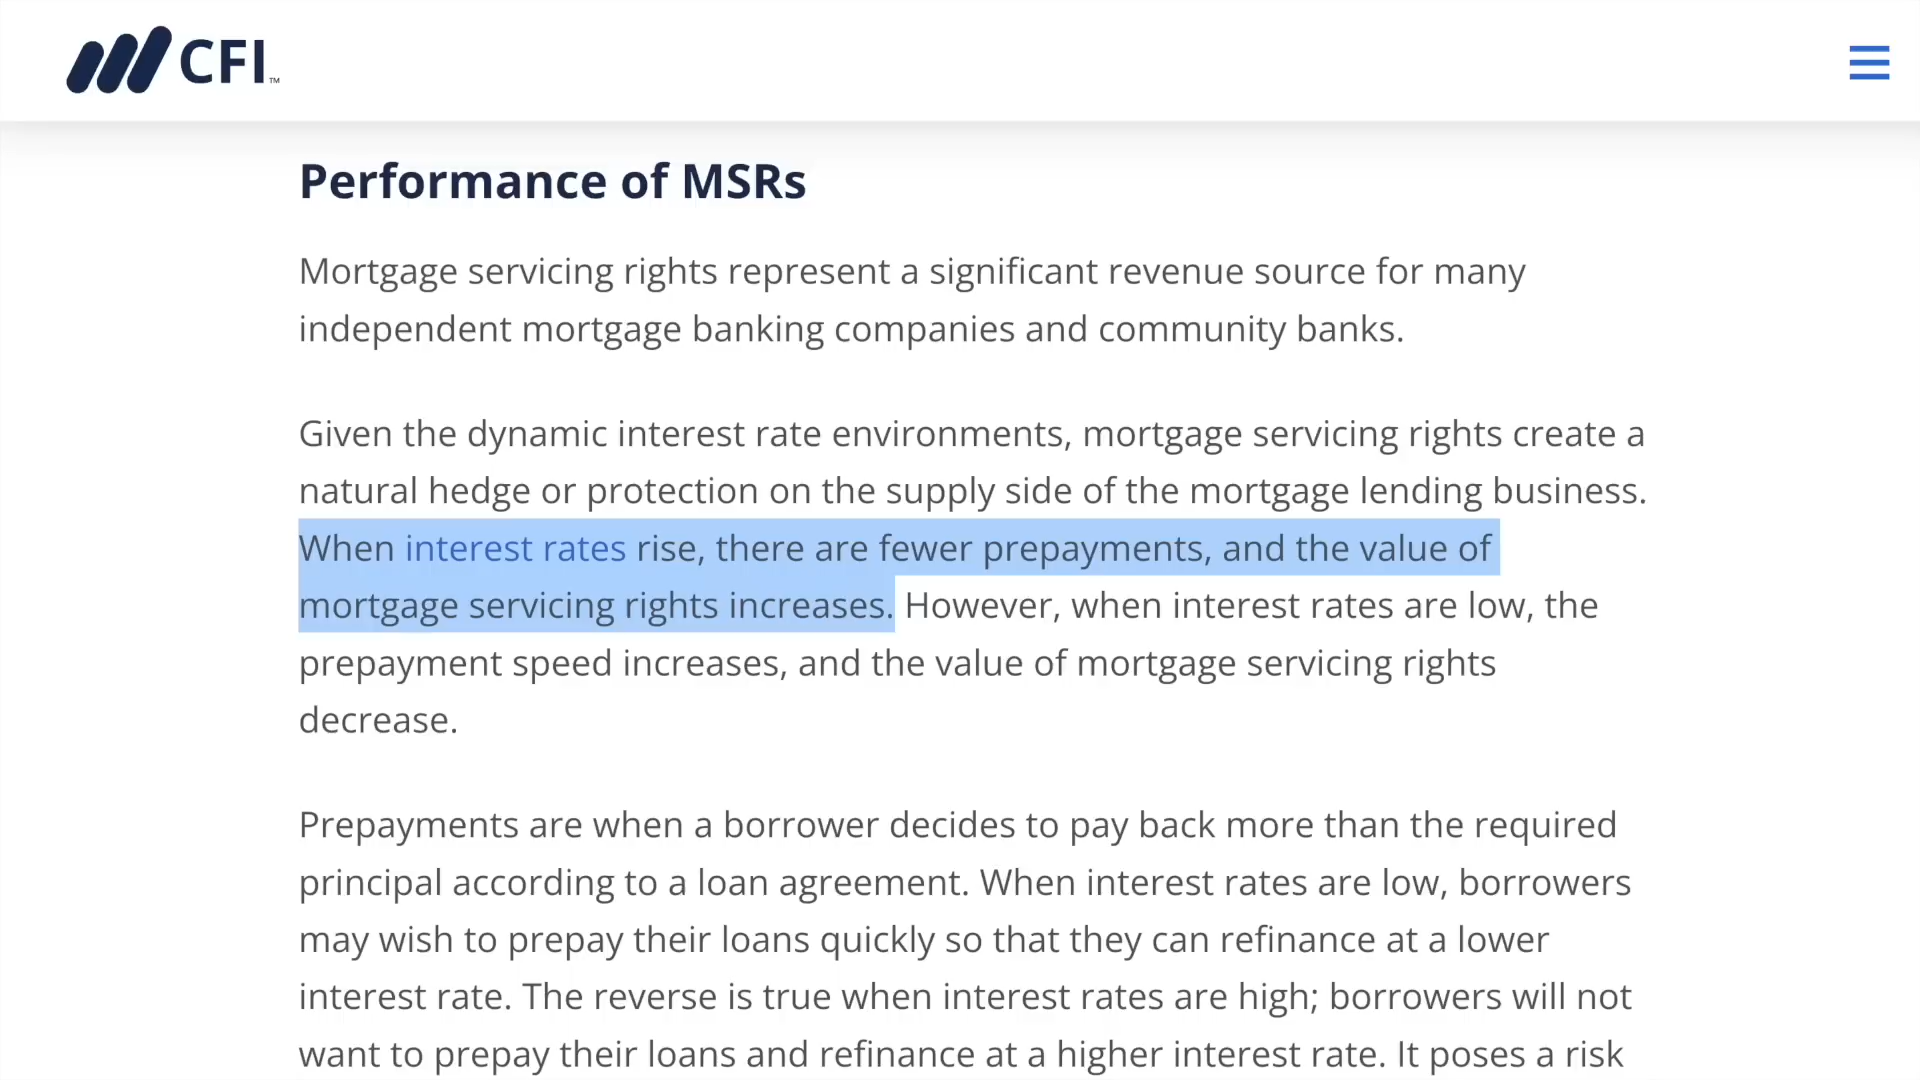 CFI™
Performance of MSRs
Mortgage servicing rights represent a significant revenue source for many
independent mortgage banking companies and community banks.
Given the dynamic interest rate environments, mortgage servicing rights create a
natural hedge or protection on the supply side of the mortgage lending business.
When interest rates rise, there are fewer prepayments, and the value of
mortgage servicing rights increases. However, when interest rates are low, the
prepayment speed increases, and the value of mortgage servicing rights
decrease.
Prepayments are when a borrower decides to pay back more than the required
principal according to a loan agreement. When interest rates are low, borrowers
may wish to prepay their loans quickly so that they can refinance at a lower
interest rate. The reverse is true when interest rates are high; borrowers will not
want to prepay their loans and refinance at a higher interest rate. It poses a risk